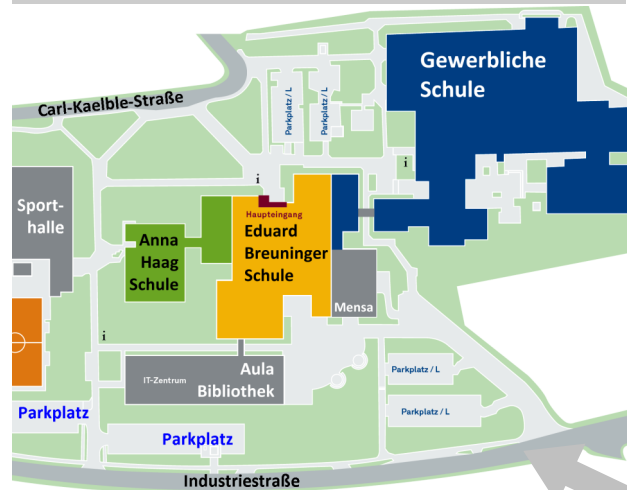 Gewerbliche
Schule
Carl-Kaelble-Straße
Parkplatz / L
Parkplatz / L
i
i
i
Sport-
halle
Haupteingang
Anna
Haag
Schule
Eduard
Breuninger
Schule
Mensa
i
IT-Zentrum
Aula
Bibliothek
Parkplatz / L
Parkplatz / L
Parkplatz
Parkplatz
Industriestraße